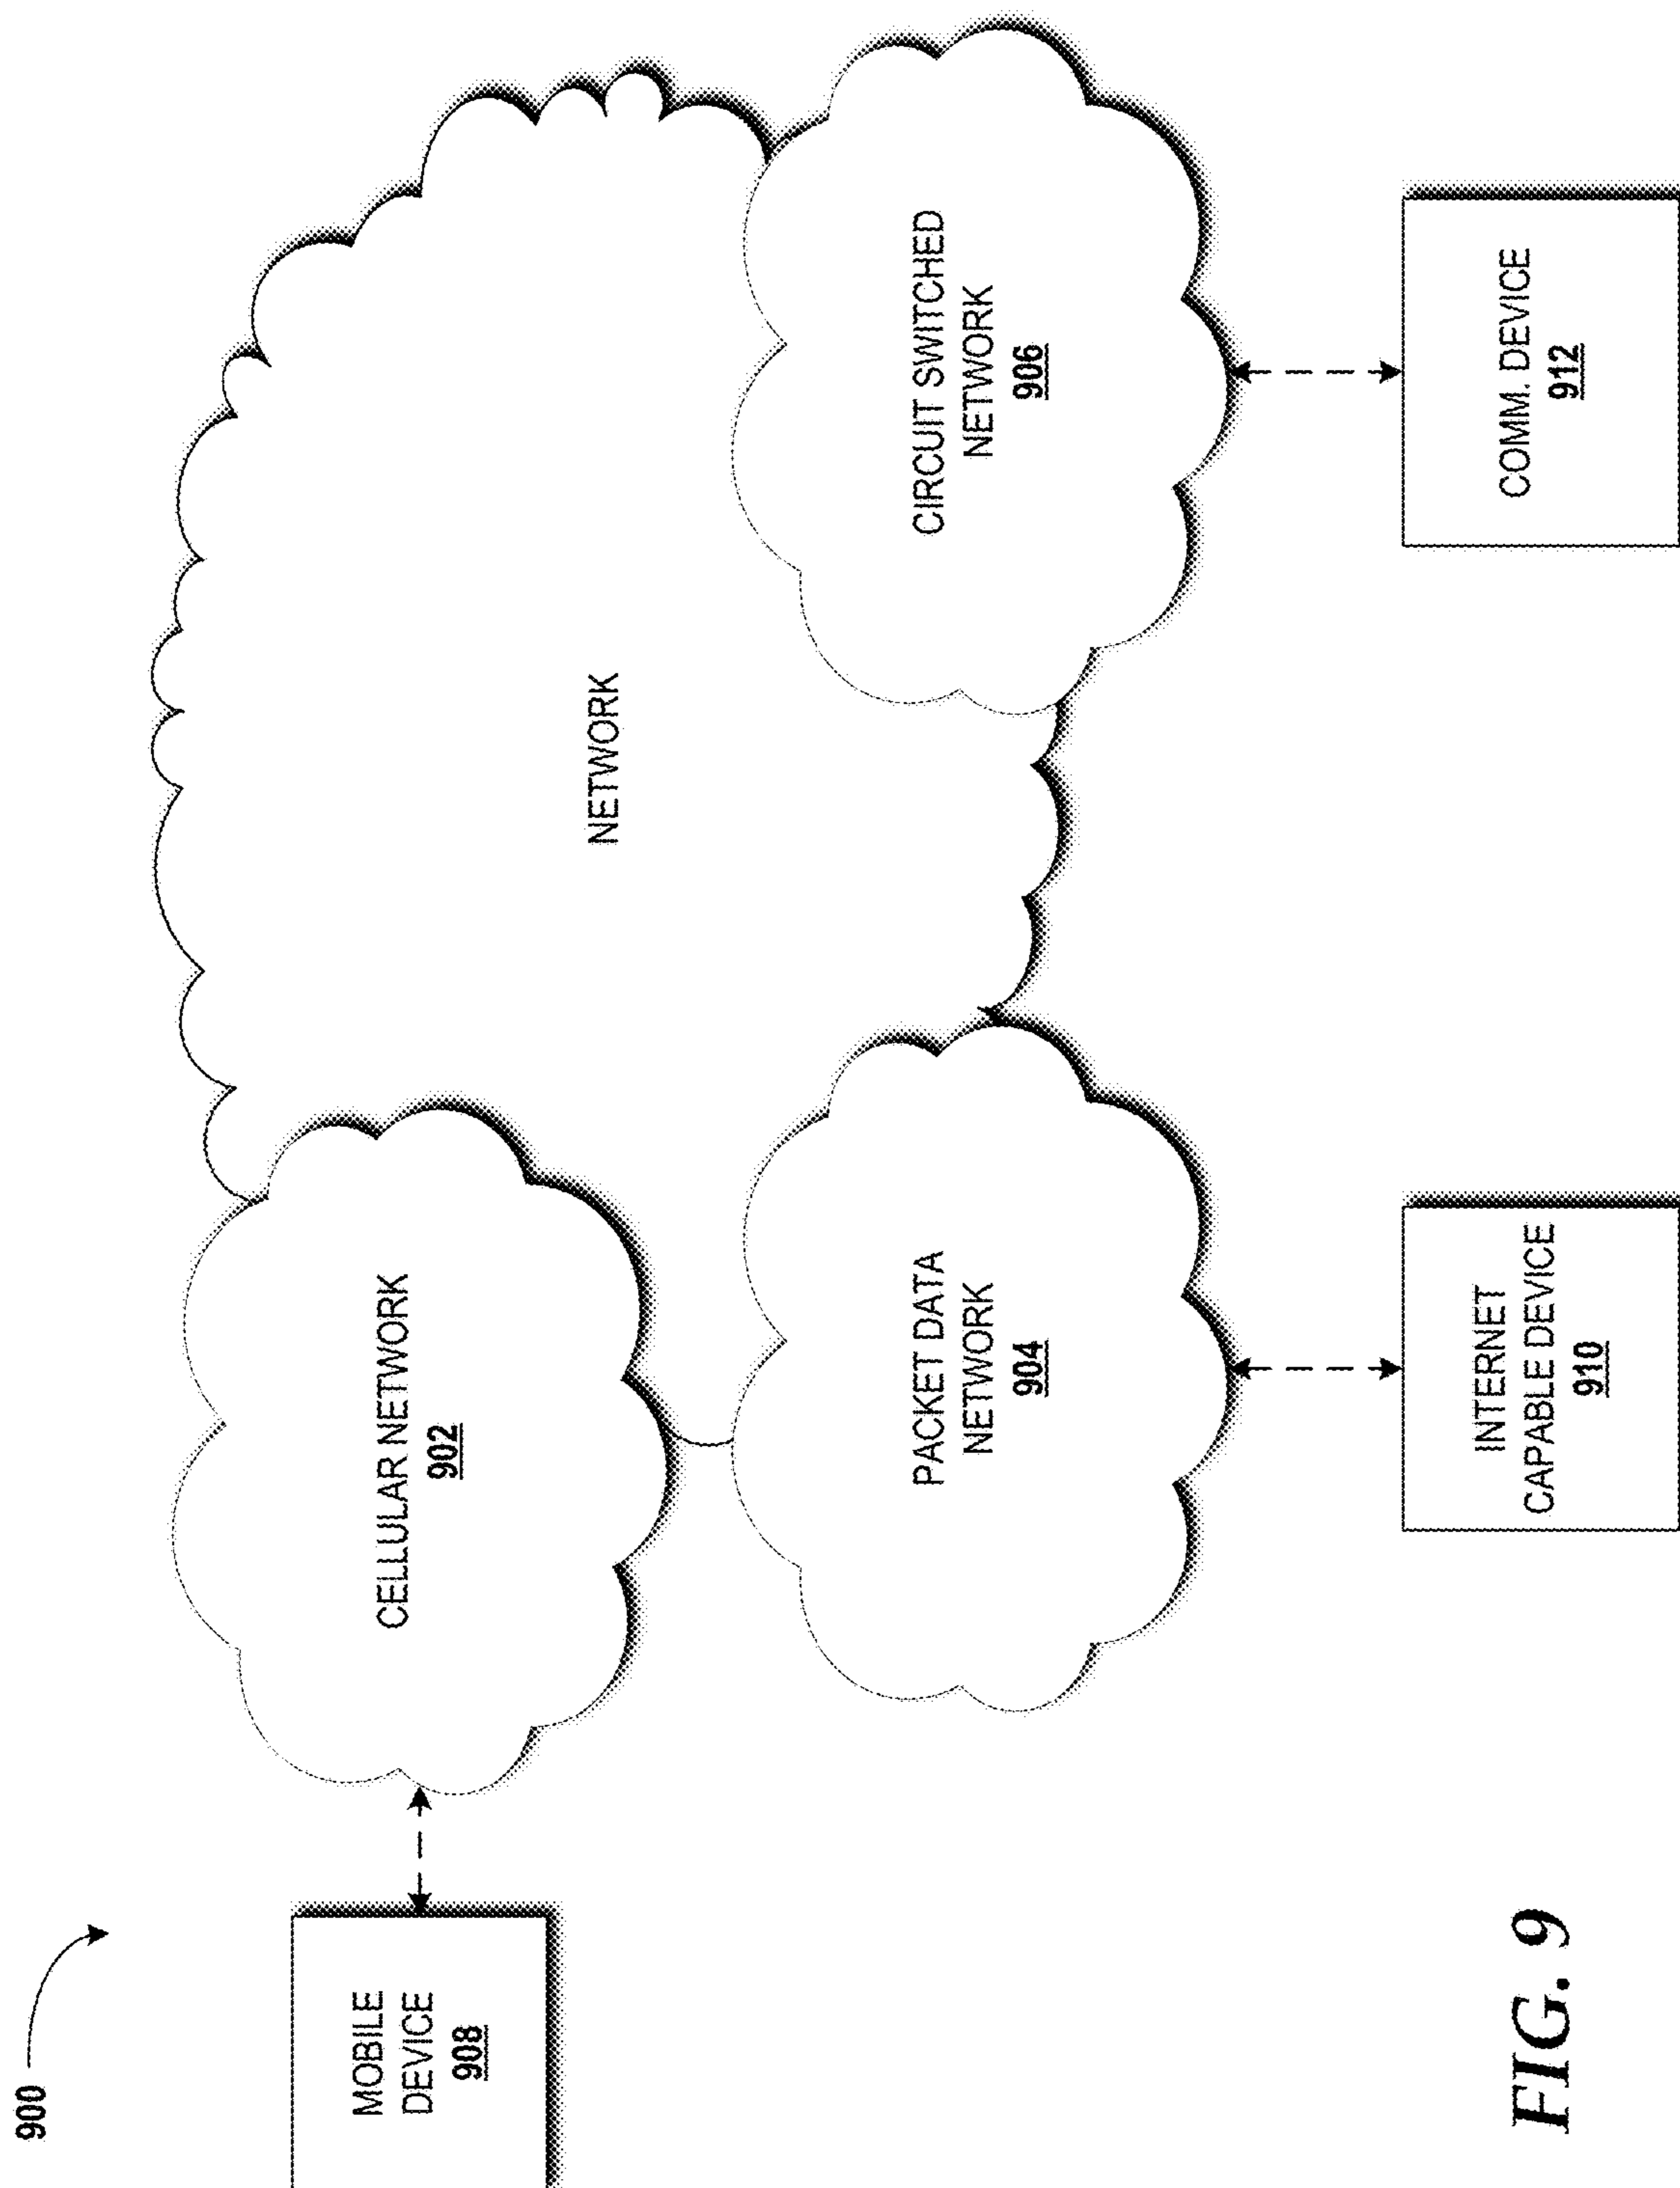 900
MOBILE
DEVICE
908
CELLULAR NETWORK
902
NETWORK
PACKET DATA
NETWORK
904
CIRCUIT SWITCHED
NETWORK
906
INTERNET
CAPABLE DEVICE
910
COMM. DEVICE
912
FIG. 9